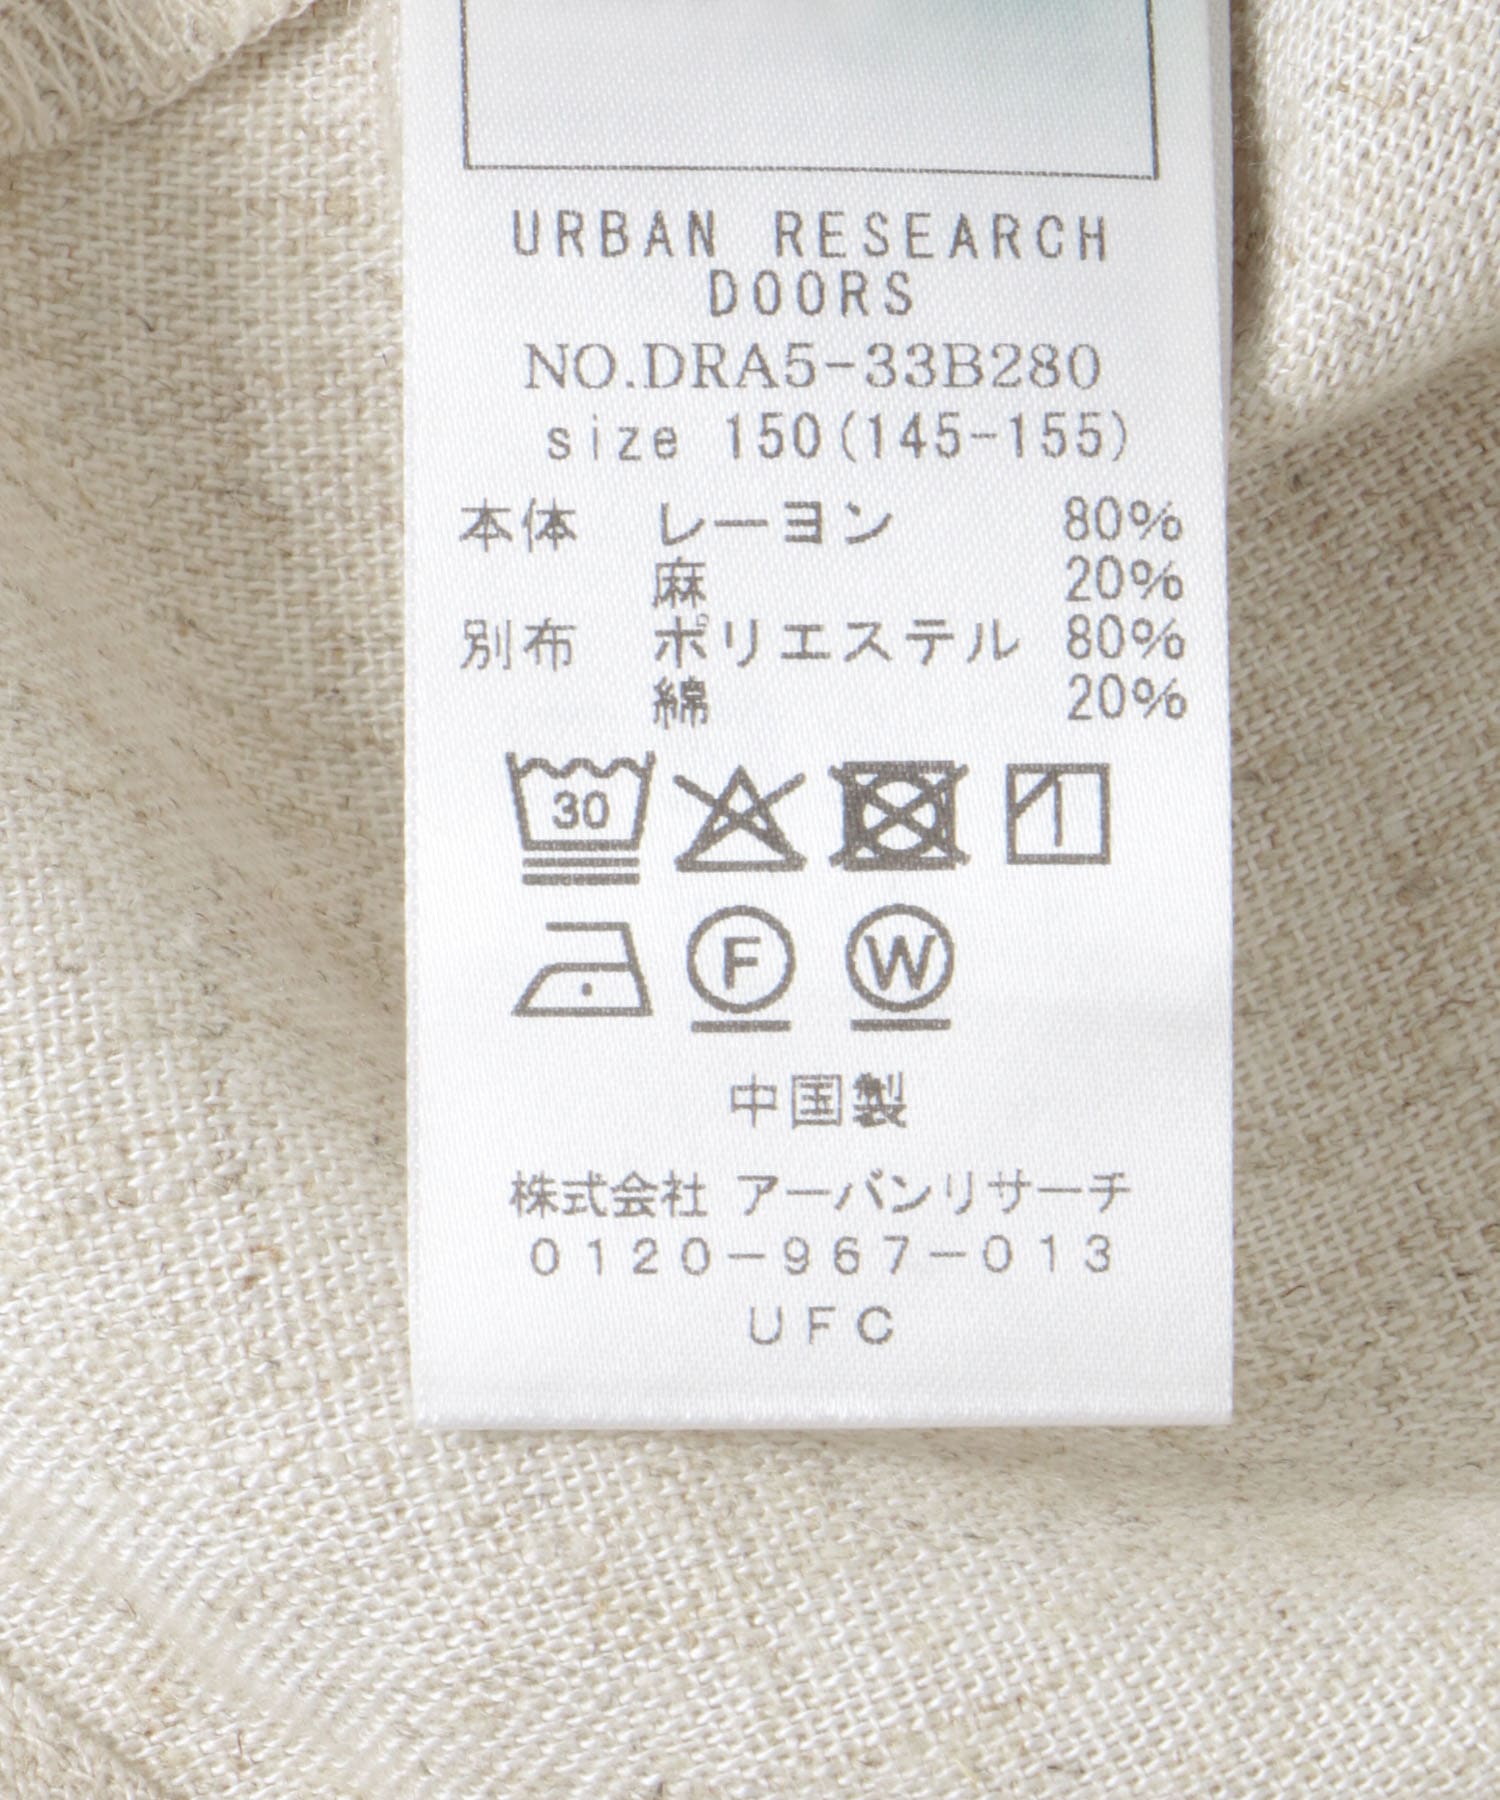 URBAN RESEARCH
DOORS
NO.DRA5-33B280
size 150(145-155)
本体 レーヨン 80%
麻 20%
別布 ポリエステル 80%
綿 20%
30
F W
中国製
株式会社 アーバンリサーチ
0120-967-013
UFC